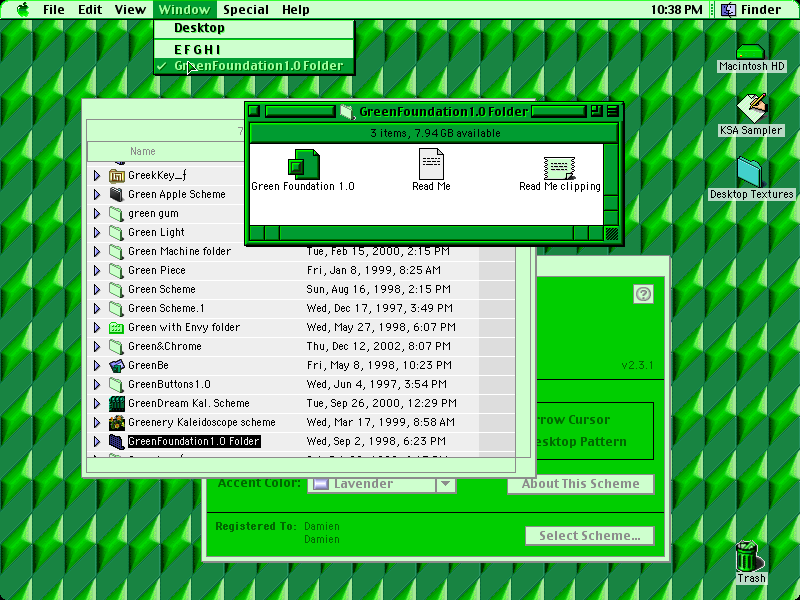 File Edit View Window Special Help 10:38 PM Finder
Desktop
E F G H I
GreenFoundation1.0 Folder
Macintosh HD
KSA Sampler
Desktop Textures
Trash
GreenFoundation1.0 Folder
3 items, 7.94 GB available
Green Foundation 1.0
Read Me
Read Me clipping
7
Name
GreekKey_f
Green Apple Scheme
green gum
Green Light
Green Machine folder Tue, Feb 15, 2000, 2:15 PM
Green Piece Fri, Jan 8, 1999, 8:25 AM
Green Scheme Sun, Aug 16, 1998, 2:15 PM
Green Scheme.1 Wed, Dec 17, 1997, 3:49 PM
Green with Envy folder Wed, May 27, 1998, 6:07 PM
Green&Chrome Thu, Dec 12, 2002, 8:07 PM
GreenBe Fri, May 8, 1998, 10:23 PM
GreenButtons1.0 Wed, Jun 4, 1997, 3:54 PM
GreenDream Kal. Scheme Tue, Sep 26, 2000, 12:29 PM
Greenery Kaleidoscope scheme Wed, Mar 17, 1999, 8:58 AM
GreenFoundation1.0 Folder Wed, Sep 2, 1998, 6:23 PM
?
v2.3.1
rrow Cursor
esktop Pattern
Accent Color: Lavender About This Scheme
Registered To: Damien
Damien
Select Scheme...